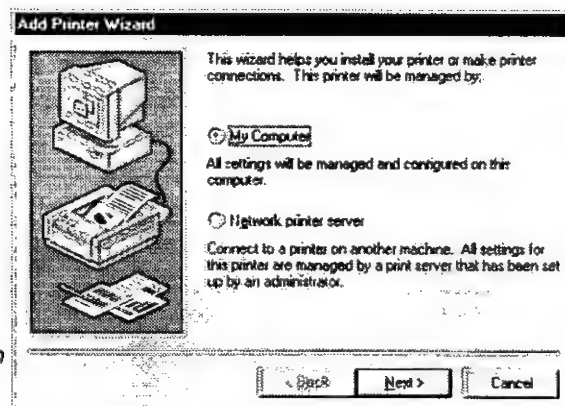 Add Printer Wizard
This wizard helps you install your printer or make printer
connections. This printer will be managed by:
My Computer
All settings will be managed and configured on this
computer.
Network printer server
Connect to a printer on another machine. All settings for
this printer are managed by a print server that has been set
up by an administrator.
< Back
Next >
Cancel